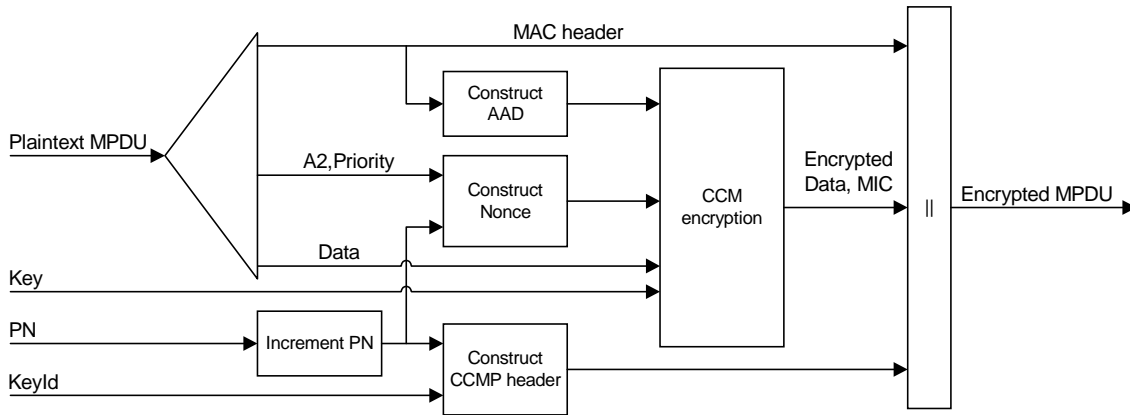 MAC header
Construct
AAD
Plaintext MPDU
A2,Priority
Construct
Nonce
CCM
encryption
Encrypted
Data, MIC
||
Encrypted MPDU
Data
Key
PN
Increment PN
Construct
CCMP header
KeyId